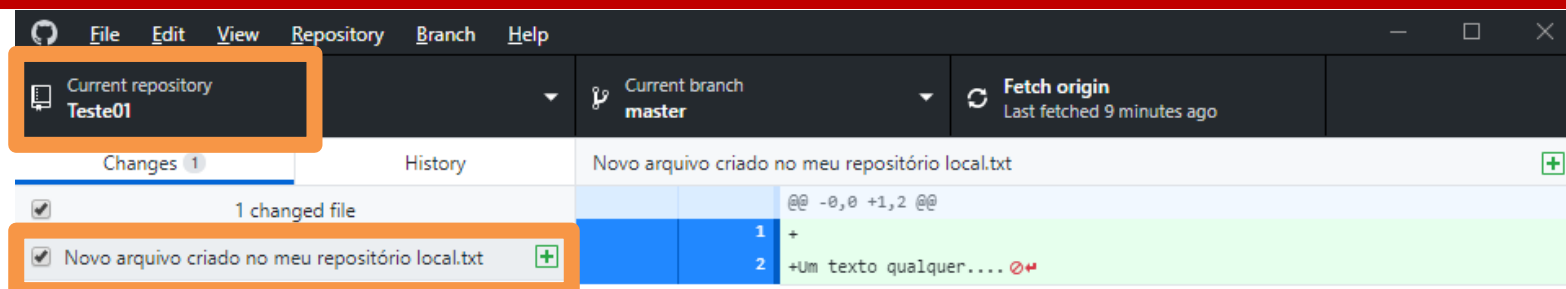 File Edit View Repository Branch Help
Current repository
Teste01
Current branch
master
Fetch origin
Last fetched 9 minutes ago
Changes 1
History
Novo arquivo criado no meu repositório local.txt
1 changed file
@@ -0,0 +1,2 @@
1 +
Novo arquivo criado no meu repositório local.txt
2 +Um texto qualquer....